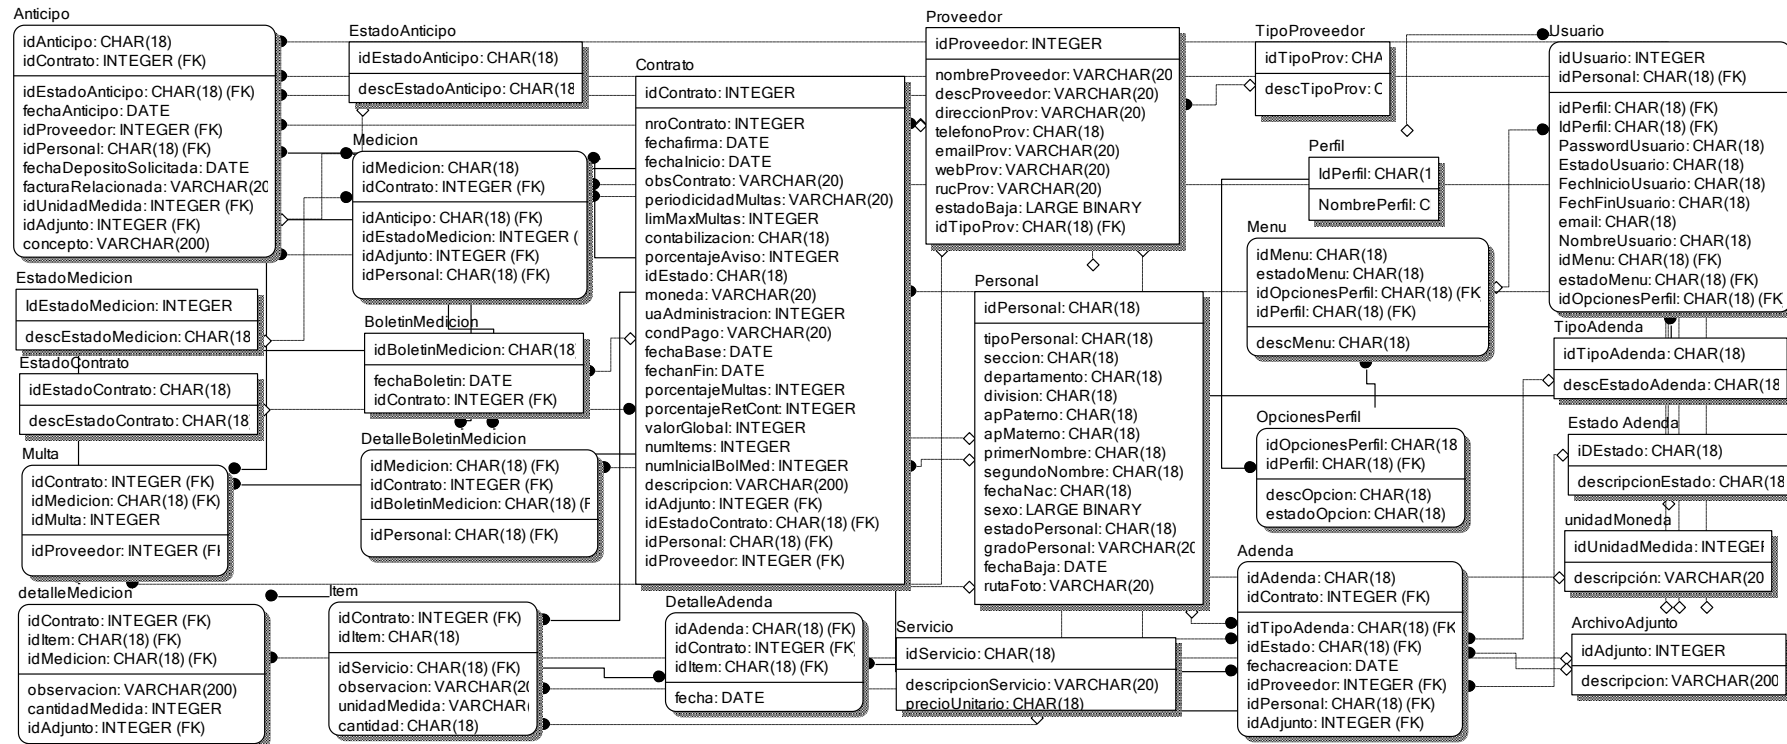 Anticipo
idAnticipo: CHAR(18)
idContrato: INTEGER (FK)
idEstadoAnticipo: CHAR(18) (FK)
fechaAnticipo: DATE
idProveedor: INTEGER (FK)
idPersonal: CHAR(18) (FK)
fechaDepositoSolicitada: DATE
facturaRelacionada: VARCHAR(20
idUnidadMedida: INTEGER (FK)
idAdjunto: INTEGER (FK)
concepto: VARCHAR(200)
EstadoAnticipo
idEstadoAnticipo: CHAR(18)
descEstadoAnticipo: CHAR(18
Medicion
idMedicion: CHAR(18)
idContrato: INTEGER (FK)
idAnticipo: CHAR(18) (FK)
idEstadoMedicion: INTEGER (
idAdjunto: INTEGER (FK)
idPersonal: CHAR(18) (FK)
EstadoMedicion
IdEstadoMedicion: INTEGER
descEstadoMedicion: CHAR(18
EstadoContrato
idEstadoContrato: CHAR(18)
descEstadoContrato: CHAR(18)
BoletinMedicion
idBoletinMedicion: CHAR(18)
fechaBoletin: DATE
idContrato: INTEGER (FK)
DetalleBoletinMedicion
idMedicion: CHAR(18) (FK)
idContrato: INTEGER (FK)
idBoletinMedicion: CHAR(18) (F
idPersonal: CHAR(18) (FK)
Multa
idContrato: INTEGER (FK)
idMedicion: CHAR(18) (FK)
idMulta: INTEGER
idProveedor: INTEGER (FK
detalleMedicion
idContrato: INTEGER (FK)
idItem: CHAR(18) (FK)
idMedicion: CHAR(18) (FK)
observacion: VARCHAR(200)
cantidadMedida: INTEGER
idAdjunto: INTEGER (FK)
Item
idContrato: INTEGER (FK)
idItem: CHAR(18)
idServicio: CHAR(18) (FK)
observacion: VARCHAR(20
unidadMedida: VARCHAR(
cantidad: CHAR(18)
Contrato
idContrato: INTEGER
nroContrato: INTEGER
fechafirma: DATE
fechaInicio: DATE
obsContrato: VARCHAR(20)
periodicidadMultas: VARCHAR(20)
limMaxMultas: INTEGER
contabilizacion: CHAR(18)
porcentajeAviso: INTEGER
idEstado: CHAR(18)
moneda: VARCHAR(20)
uaAdministracion: INTEGER
condPago: VARCHAR(20)
fechaBase: DATE
fechanFin: DATE
porcentajeMultas: INTEGER
porcentajeRetCont: INTEGER
valorGlobal: INTEGER
numItems: INTEGER
numInicialBolMed: INTEGER
descripcion: VARCHAR(200)
idAdjunto: INTEGER (FK)
idEstadoContrato: CHAR(18) (FK)
idPersonal: CHAR(18) (FK)
idProveedor: INTEGER (FK)
DetalleAdenda
idAdenda: CHAR(18) (FK)
idContrato: INTEGER (FK)
idItem: CHAR(18) (FK)
fecha: DATE
Proveedor
idProveedor: INTEGER
nombreProveedor: VARCHAR(20
descProveedor: VARCHAR(20)
direccionProv: VARCHAR(20)
telefonoProv: CHAR(18)
emailProv: VARCHAR(20)
webProv: VARCHAR(20)
rucProv: VARCHAR(20)
estadoBaja: LARGE BINARY
idTipoProv: CHAR(18) (FK)
Personal
idPersonal: CHAR(18)
tipoPersonal: CHAR(18)
seccion: CHAR(18)
departamento: CHAR(18)
division: CHAR(18)
apPaterno: CHAR(18)
apMaterno: CHAR(18)
primerNombre: CHAR(18)
segundoNombre: CHAR(18)
fechaNac: CHAR(18)
sexo: LARGE BINARY
estadoPersonal: CHAR(18)
gradoPersonal: VARCHAR(20
fechaBaja: DATE
rutaFoto: VARCHAR(20)
Servicio
idServicio: CHAR(18)
descripcionServicio: VARCHAR(20)
precioUnitario: CHAR(18)
TipoProveedor
idTipoProv: CHA
descTipoProv: C
Perfil
IdPerfil: CHAR(1
NombrePerfil: C
Menu
idMenu: CHAR(18)
estadoMenu: CHAR(18)
idOpcionesPerfil: CHAR(18) (FK
idPerfil: CHAR(18) (FK)
descMenu: CHAR(18)
OpcionesPerfil
idOpcionesPerfil: CHAR(18
idPerfil: CHAR(18) (FK)
descOpcion: CHAR(18)
estadoOpcion: CHAR(18)
Adenda
idAdenda: CHAR(18)
idContrato: INTEGER (FK)
idTipoAdenda: CHAR(18) (FK
idEstado: CHAR(18) (FK)
fechacreacion: DATE
idProveedor: INTEGER (FK)
idPersonal: CHAR(18) (FK)
idAdjunto: INTEGER (FK)
Usuario
idUsuario: INTEGER
idPersonal: CHAR(18) (FK)
idPerfil: CHAR(18) (FK)
IdPerfil: CHAR(18) (FK)
PasswordUsuario: CHAR(18)
EstadoUsuario: CHAR(18)
FechInicioUsuario: CHAR(18)
FechFinUsuario: CHAR(18)
email: CHAR(18)
NombreUsuario: CHAR(18)
idMenu: CHAR(18) (FK)
estadoMenu: CHAR(18) (FK)
idOpcionesPerfil: CHAR(18) (FK
TipoAdenda
idTipoAdenda: CHAR(18)
descEstadoAdenda: CHAR(18
Estado Adenda
iDEstado: CHAR(18)
descripcionEstado: CHAR(18
unidadMoneda
idUnidadMedida: INTEGEF
descripción: VARCHAR(20
ArchivoAdjunto
idAdjunto: INTEGER
descripcion: VARCHAR(200